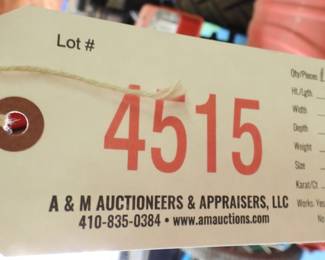 Lot #
4515
A & M AUCTIONEERS & APPRAISERS, LLC
410-835-0384 • www.amauctions.com
Qty/Pieces
Ht./Lgth.
Width
Depth
Weight
Size
Karat/Ct.
Works: Yes
No